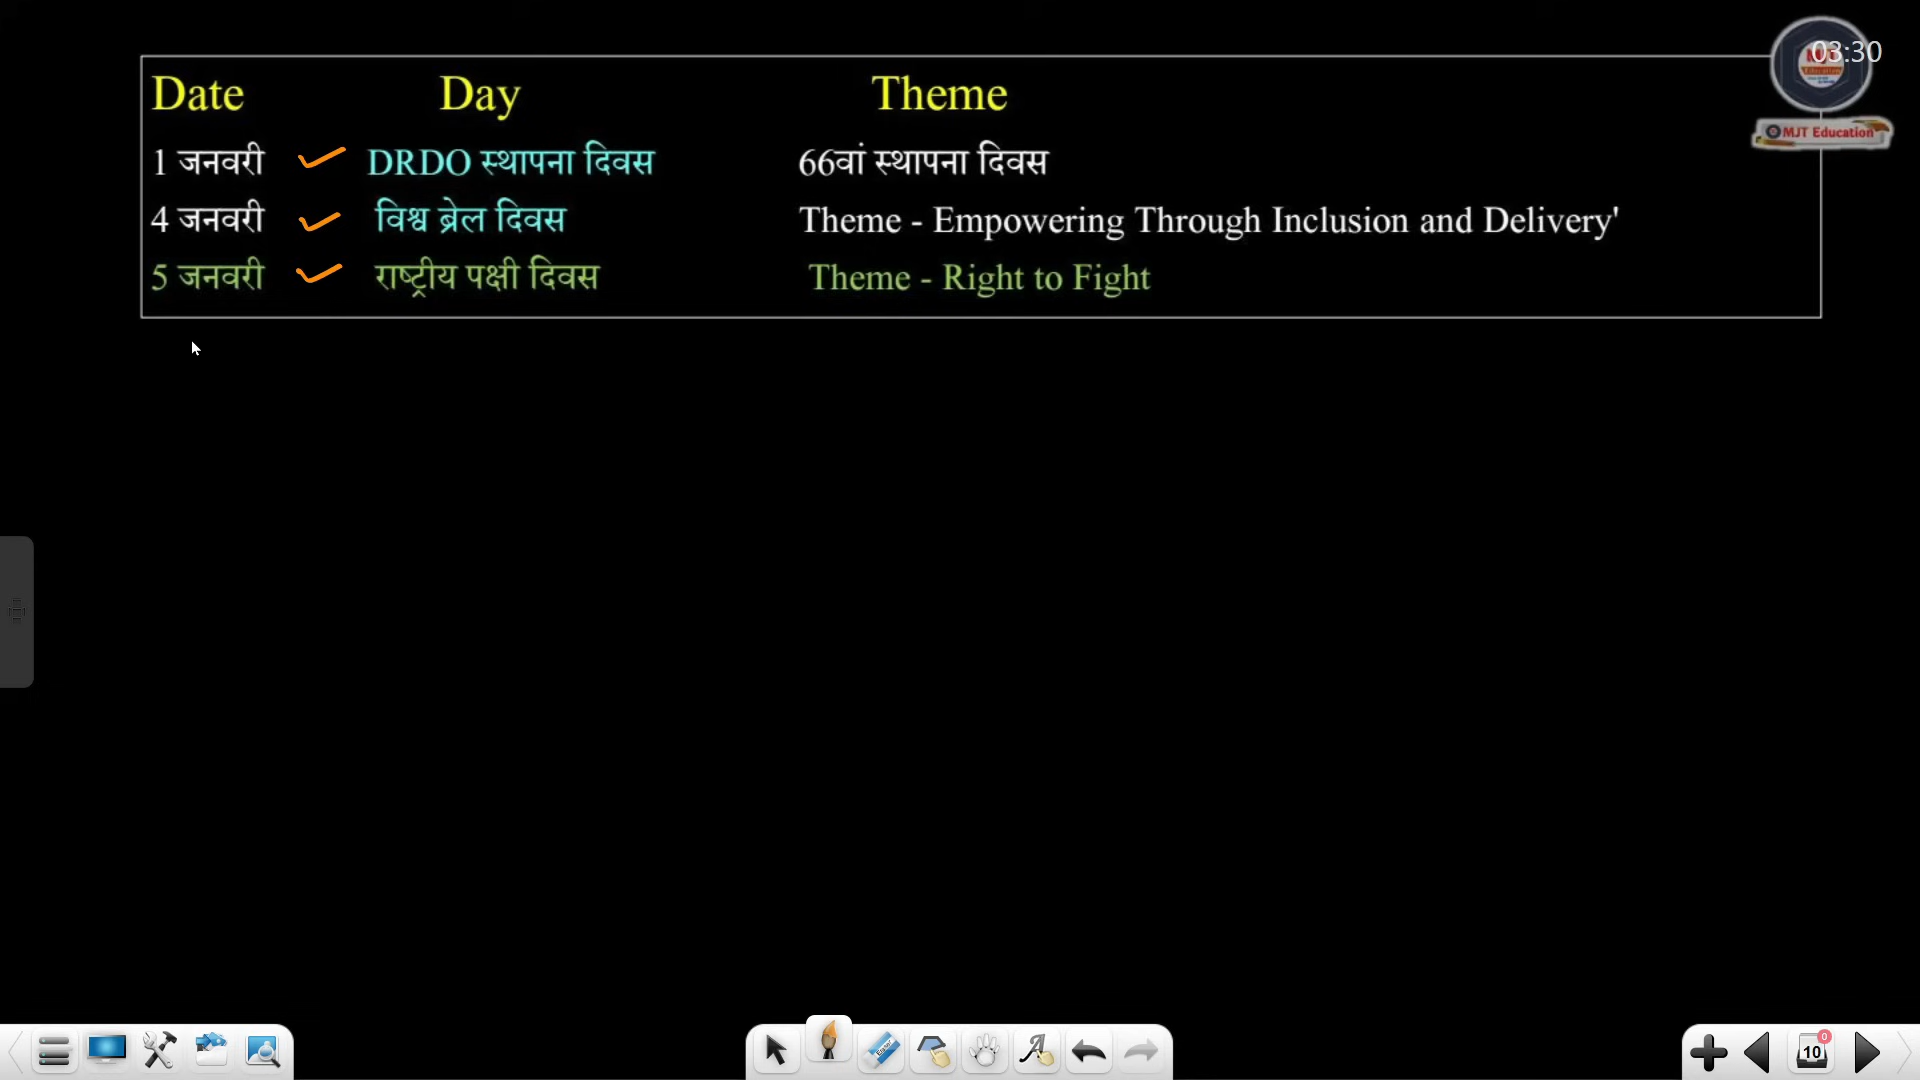 03:30
MJT Education
Date Day Theme
1 जनवरी DRDO स्थापना दिवस 66वां स्थापना दिवस
4 जनवरी विश्व ब्रेल दिवस Theme - Empowering Through Inclusion and Delivery'
5 जनवरी राष्ट्रीय पक्षी दिवस Theme - Right to Fight
10
0